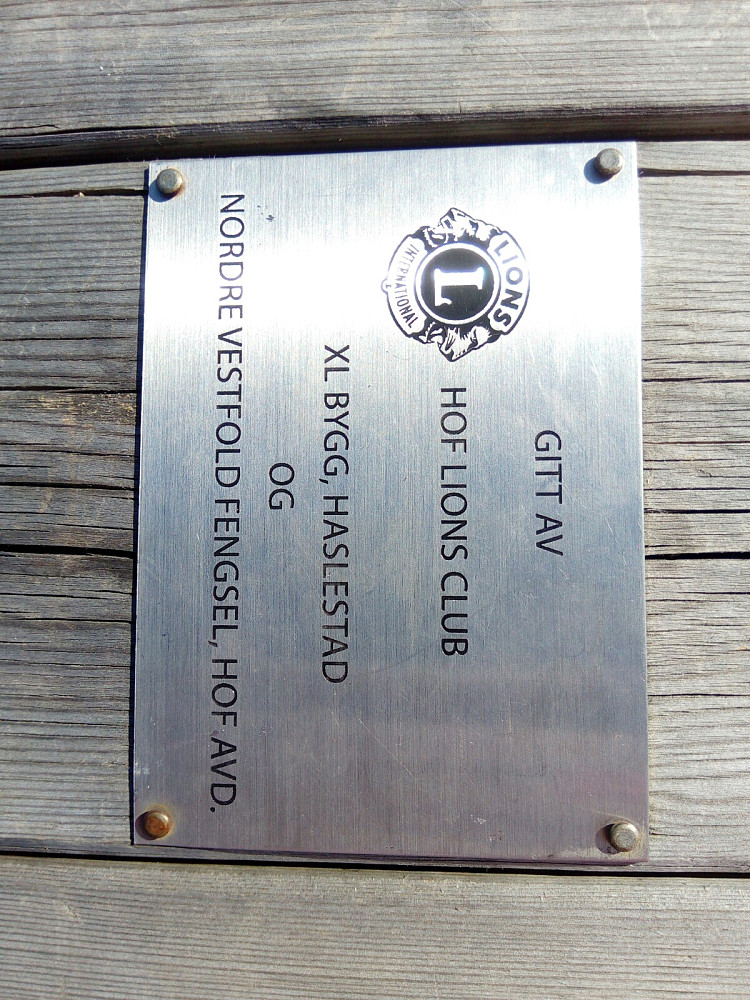 GITT AV
LIONS
L
INTERNATIONAL
HOF LIONS CLUB
XL BYGG, HASLESTAD
OG
NORDRE VESTFOLD FENGSEL, HOF AVD.